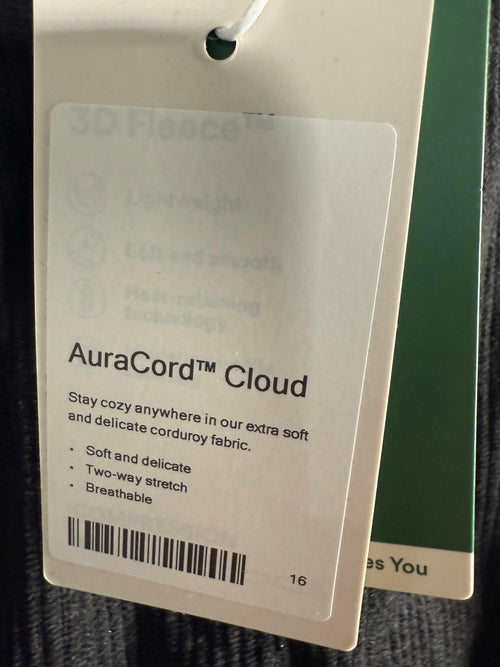 3D Fleece™
Lightweight
Soft and smooth
Heat-retaining
technology
AuraCord™ Cloud
Stay cozy anywhere in our extra soft
and delicate corduroy fabric.
• Soft and delicate
• Two-way stretch
• Breathable
16
es You